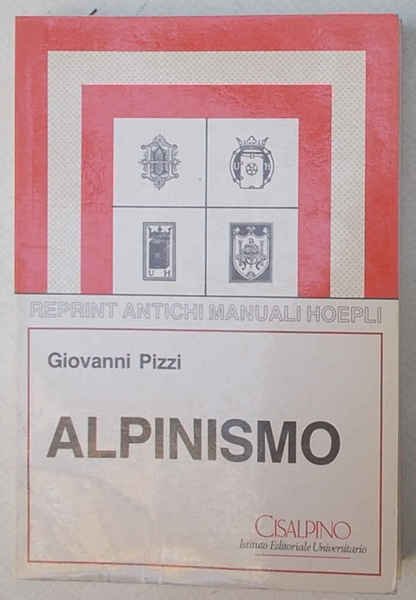 REPRINT ANTICHI MANUALI HOEPLI
Giovanni Pizzi
ALPINISMO
CISALPINO
Istituto Editoriale Universitario